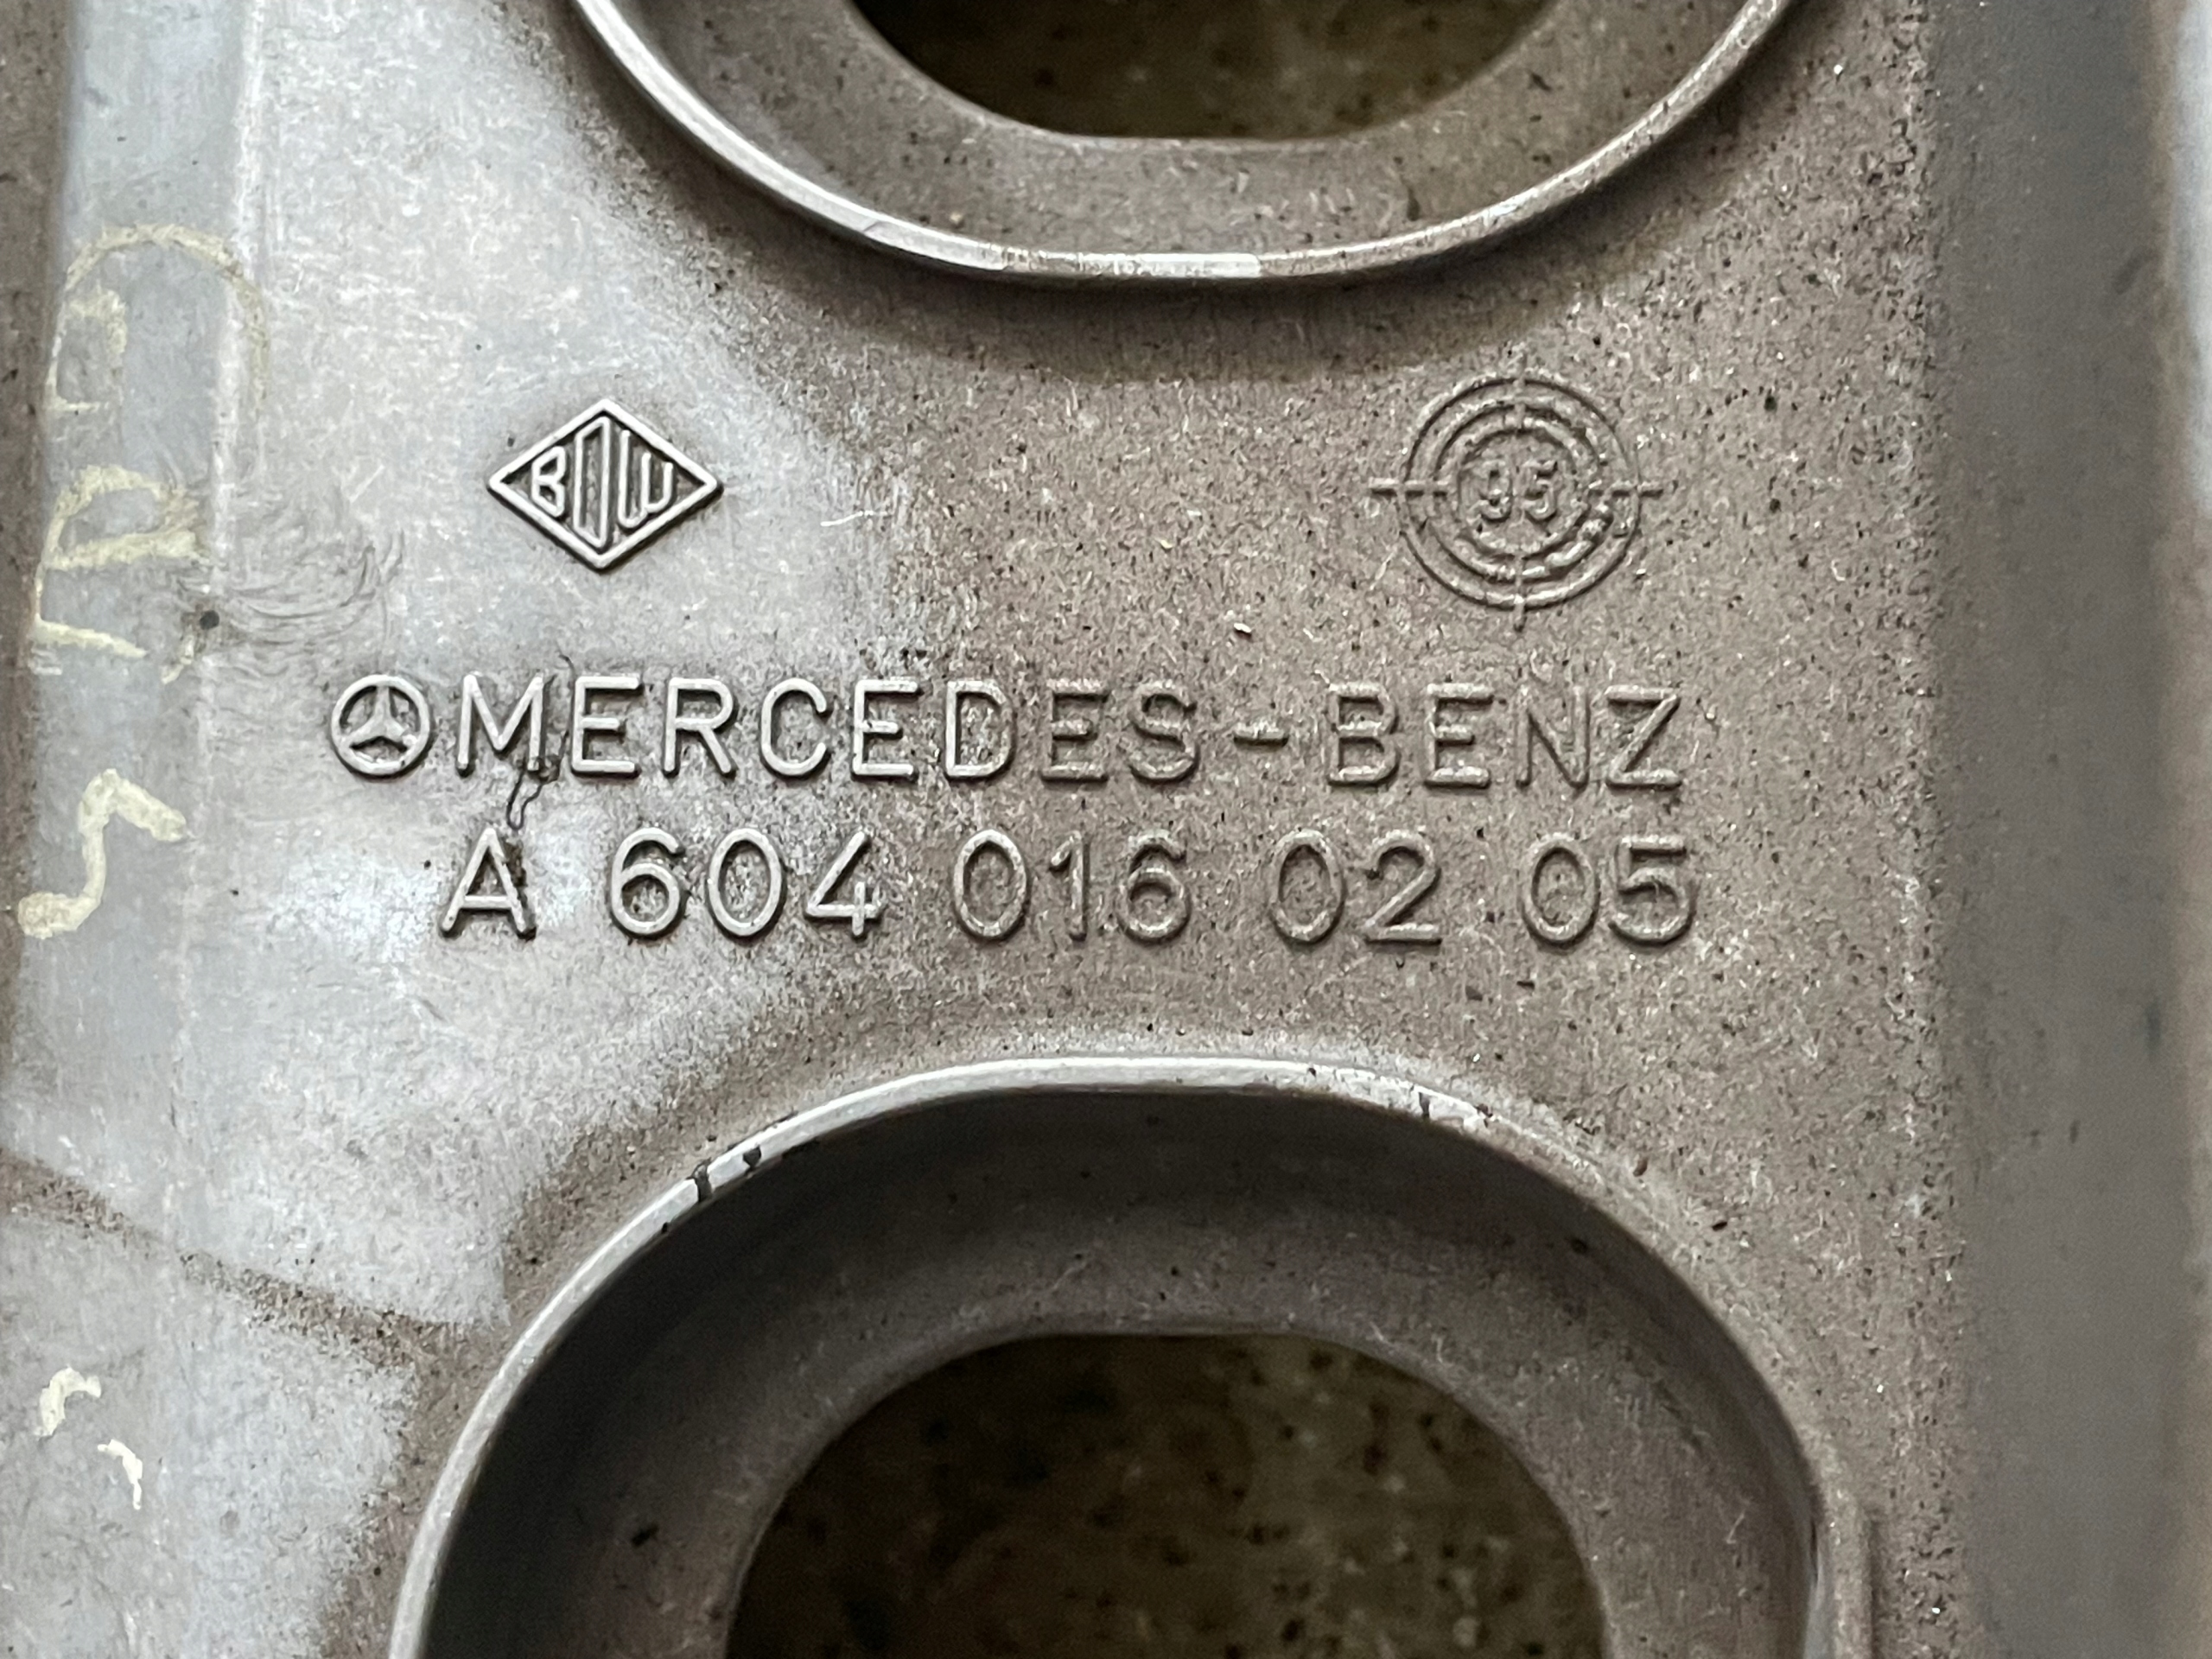 BDW
95
MERCEDES-BENZ
A 604 016 02 05